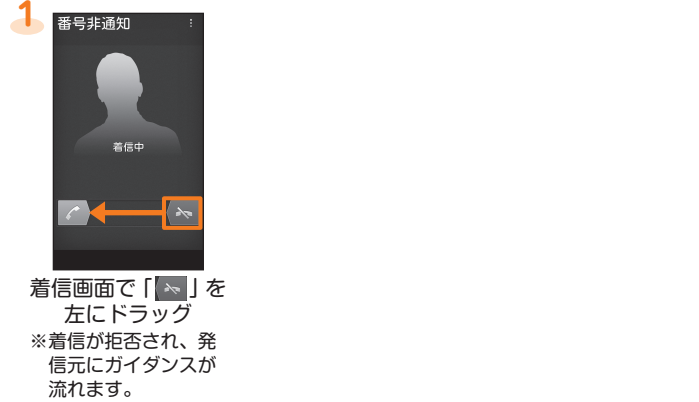 1
番号非通知
着信中
着信画面で「」を
左にドラッグ
※着信が拒否され、発
信元にガイダンスが
流れます。